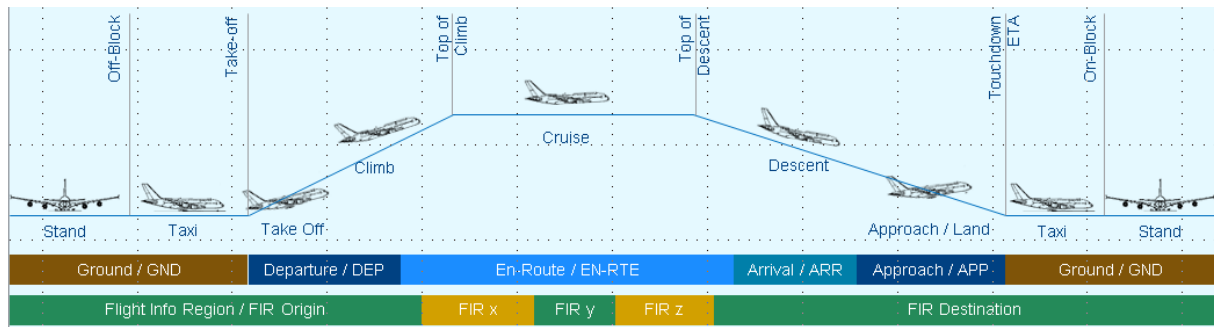 Off-Block
Take-off
Top of
Climb
Top of
Descent
Touchdown
ETA
On-Block
Cruise
Climb
Descent
Stand
Taxi
Take Off
Approach / Land
Taxi
Stand
Ground / GND
Departure / DEP
En-Route / EN-RTE
Arrival / ARR
Approach / APP
Ground / GND
Flight Info Region / FIR Origin
FIR x
FIR y
FIR z
FIR Destination